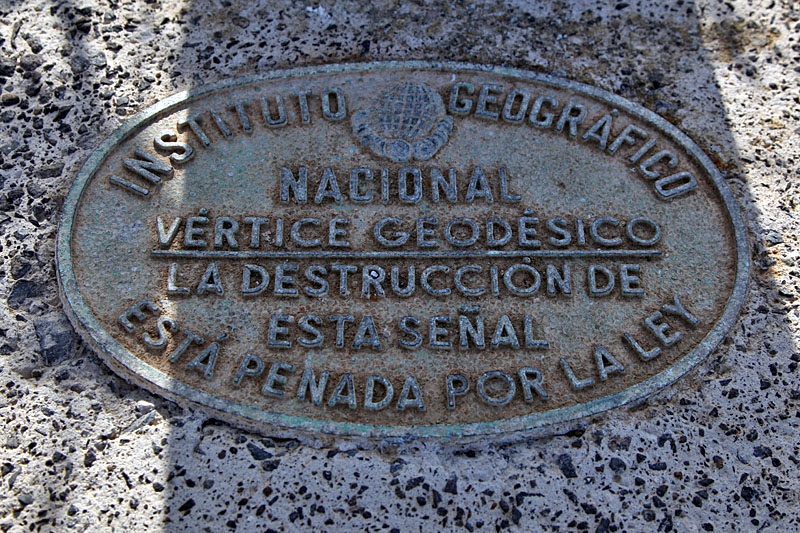 INSTITUTO GEOGRÁFICO
NACIONAL
VÉRTICE GEODÉSICO
LA DESTRUCCIÓN DE
ESTA SEÑAL
ESTÁ PENADA POR LA LEY